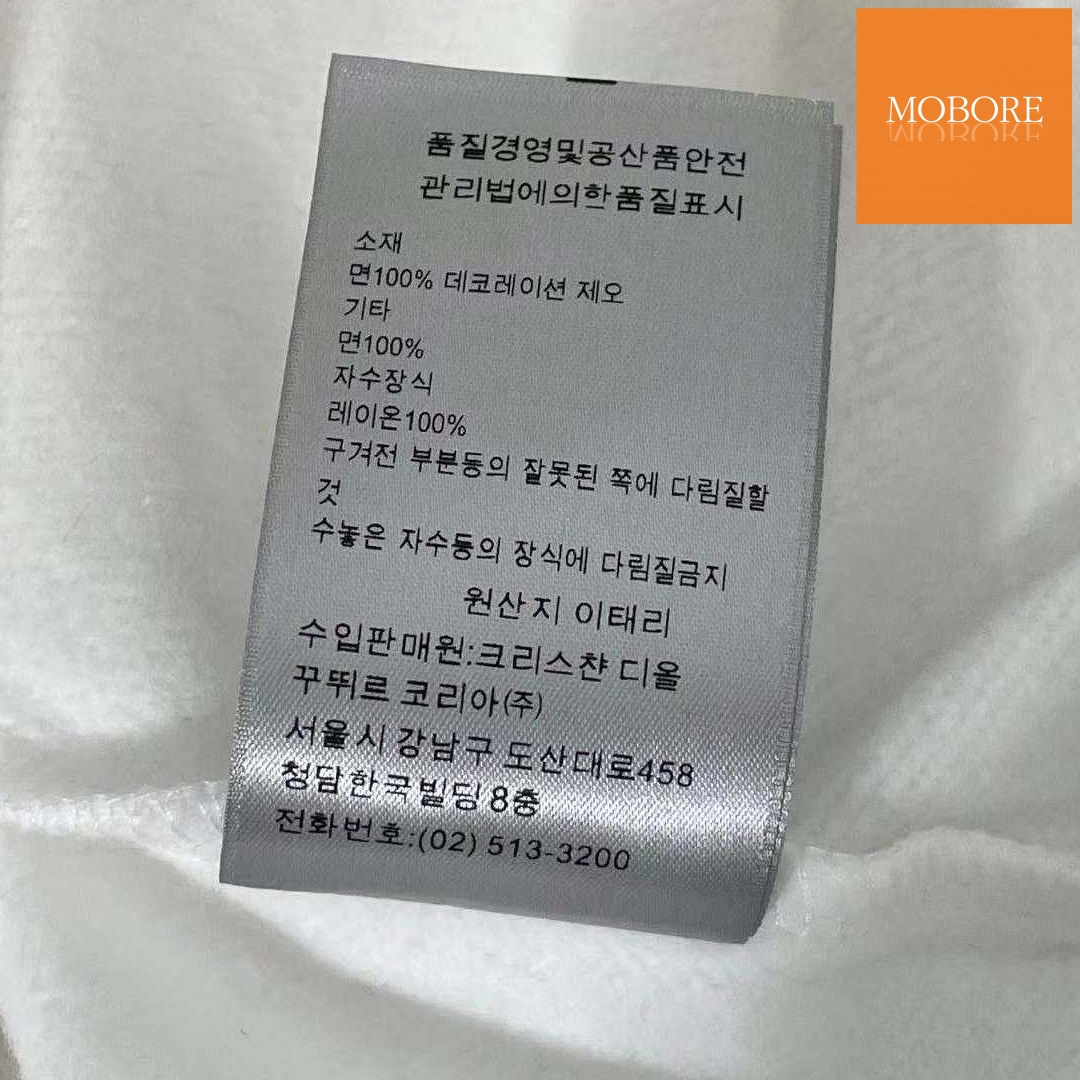 MOBORE
품질경영및공산품안전
관리법에의한품질표시
소재
면100% 데코레이션 제오
기타
면100%
자수장식
레이온100%
구겨전 부분등의 잘못된 쪽에 다림질할
것
수놓은 자수등의 장식에 다림질금지
원산지 이태리
수입판매원:크리스챤 디올
꾸뛰르 코리아(주)
서울시 강남구 도산대로458
청담한국빌딩8층
전화번호:(02) 513-3200